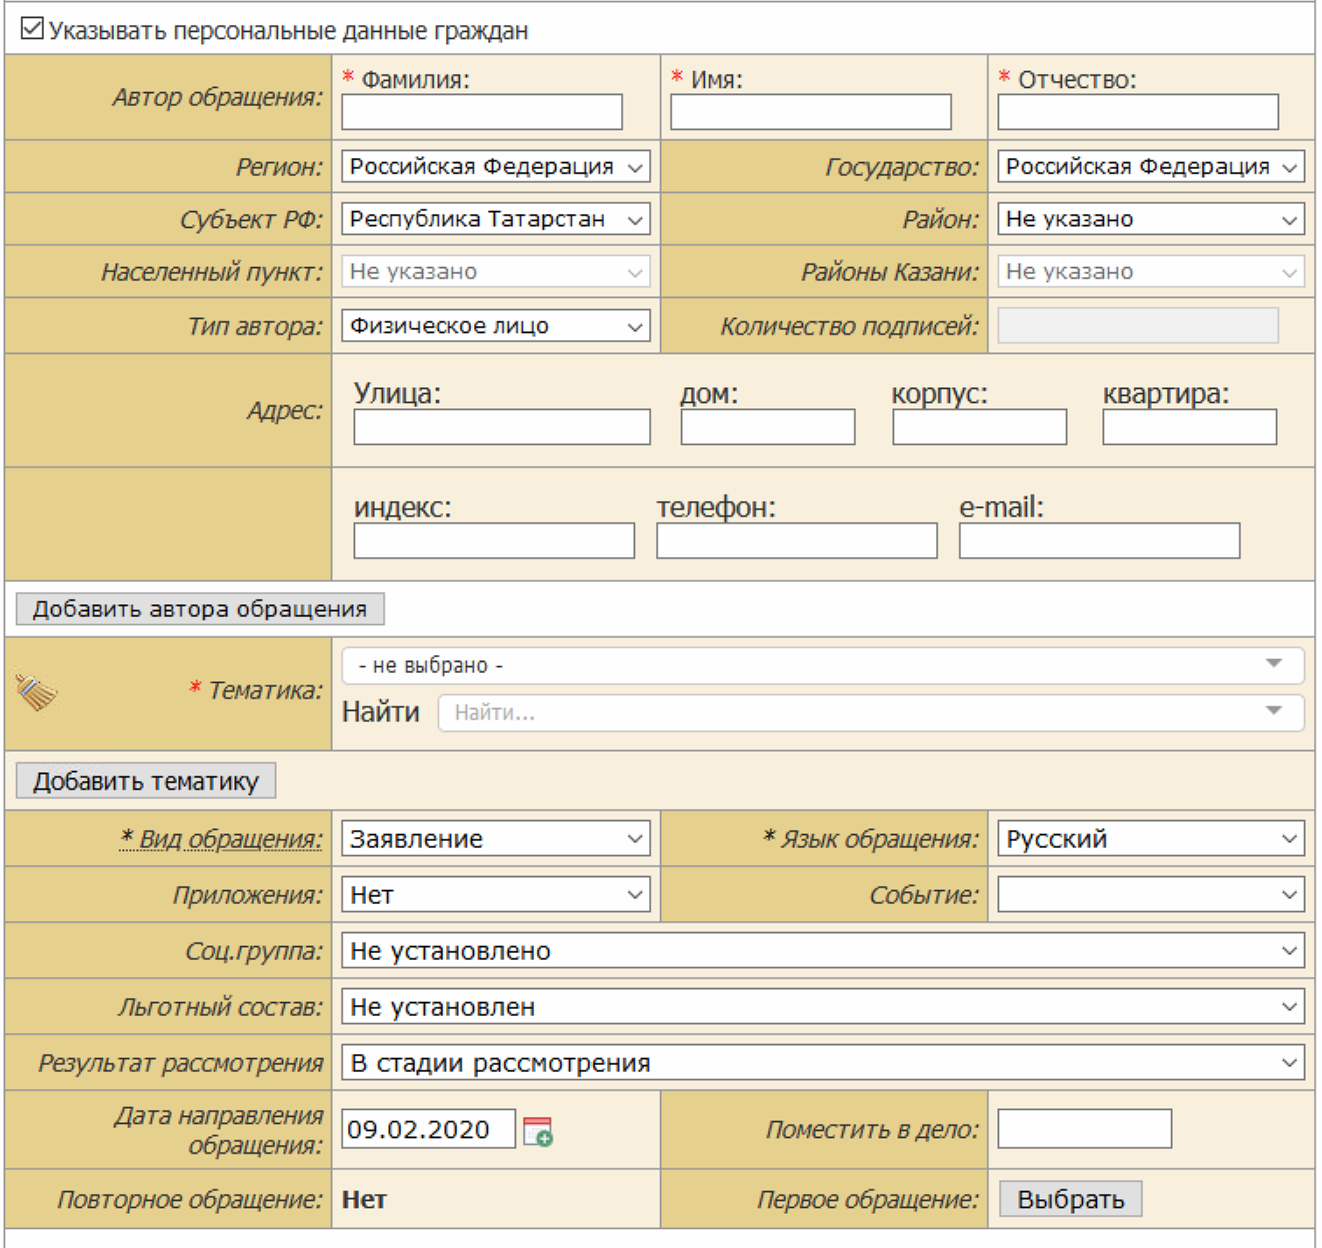 Указывать персональные данные граждан
Автор обращения: * Фамилия: * Имя: * Отчество:
Регион: Российская Федерация Государство: Российская Федерация
Субъект РФ: Республика Татарстан Район: Не указано
Населенный пункт: Не указано Районы Казани: Не указано
Тип автора: Физическое лицо Количество подписей:
Адрес: Улица: дом: корпус: квартира:
индекс: телефон: e-mail:
Добавить автора обращения
* Тематика: - не выбрано -
Найти Найти...
Добавить тематику
* Вид обращения: Заявление * Язык обращения: Русский
Приложения: Нет Событие:
Соц.группа: Не установлено
Льготный состав: Не установлен
Результат рассмотрения В стадии рассмотрения
Дата направления
обращения: 09.02.2020 Поместить в дело:
Повторное обращение: Нет Первое обращение: Выбрать